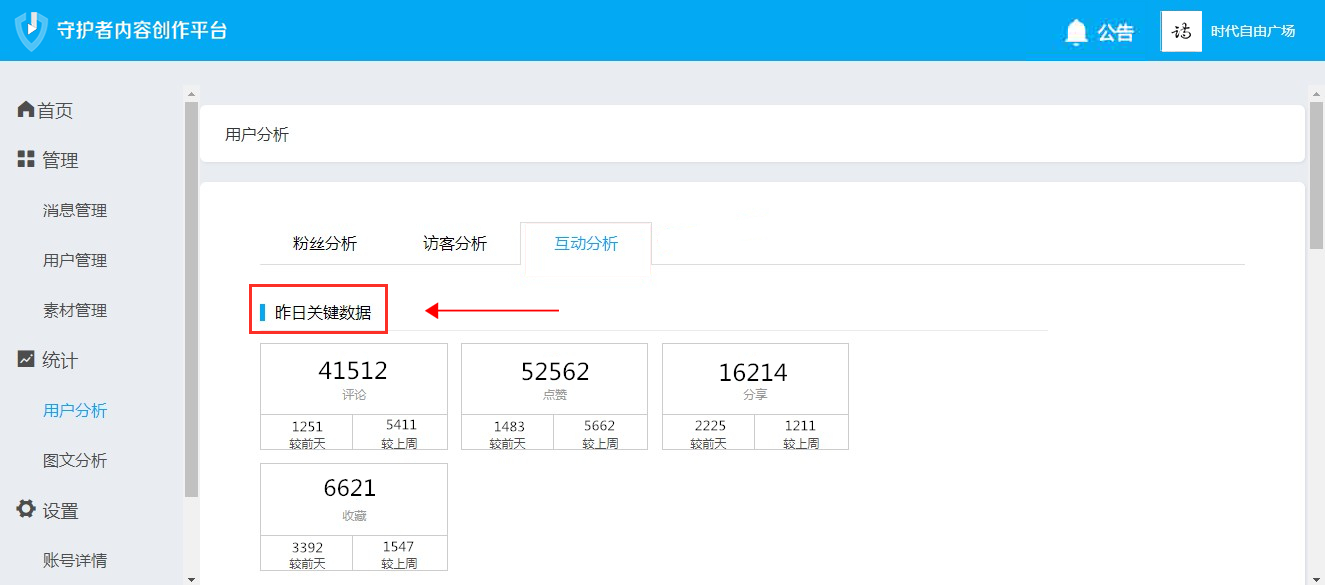 守护者内容创作平台
公告
诗
时代自由广场
首页
管理
消息管理
用户管理
素材管理
统计
用户分析
图文分析
设置
账号详情
用户分析
粉丝分析 访客分析 互动分析
昨日关键数据
41512
评论
1251 5411
较前天 较上周
52562
点赞
1483 5662
较前天 较上周
16214
分享
2225 1211
较前天 较上周
6621
收藏
3392 1547
较前天 较上周